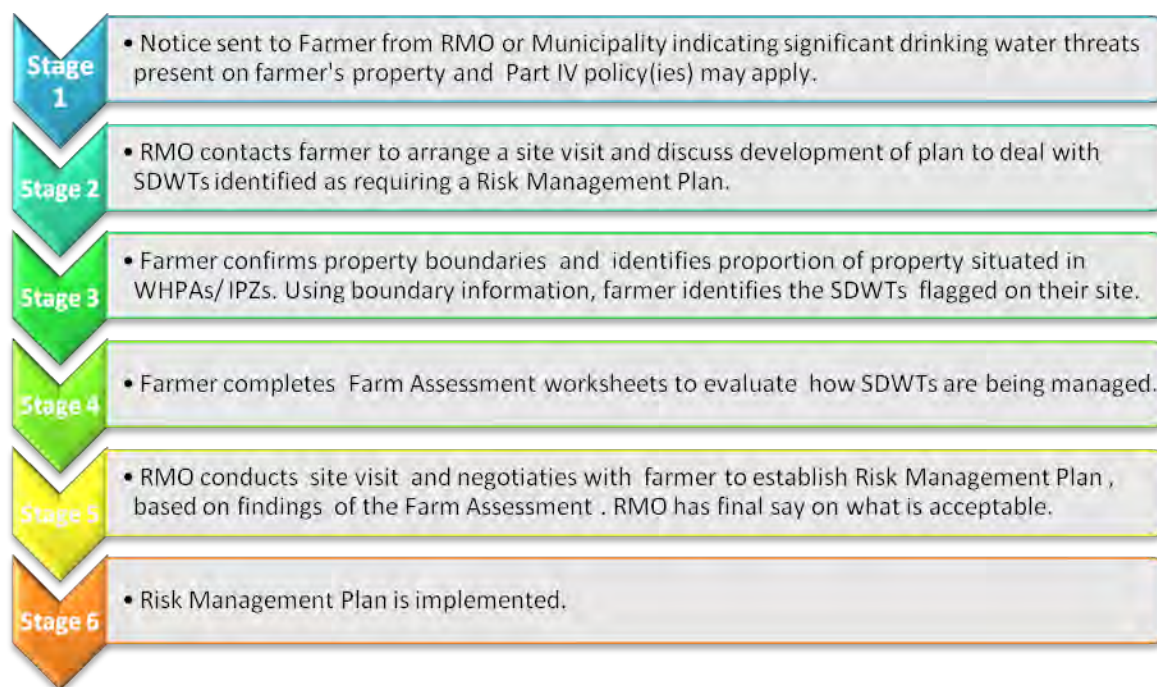 Stage
1
• Notice sent to Farmer from RMO or Municipality indicating significant drinking water threats
present on farmer's property and Part IV policy(ies) may apply.
Stage 2
• RMO contacts farmer to arrange a site visit and discuss development of plan to deal with
SDWTs identified as requiring a Risk Management Plan.
Stage 3
• Farmer confirms property boundaries and identifies proportion of property situated in
WHPAs/ IPZs. Using boundary information, farmer identifies the SDWTs flagged on their site.
Stage 4
• Farmer completes Farm Assessment worksheets to evaluate how SDWTs are being managed.
Stage 5
• RMO conducts site visit and negotiaties with farmer to establish Risk Management Plan ,
based on findings of the Farm Assessment . RMO has final say on what is acceptable.
Stage 6
• Risk Management Plan is implemented.